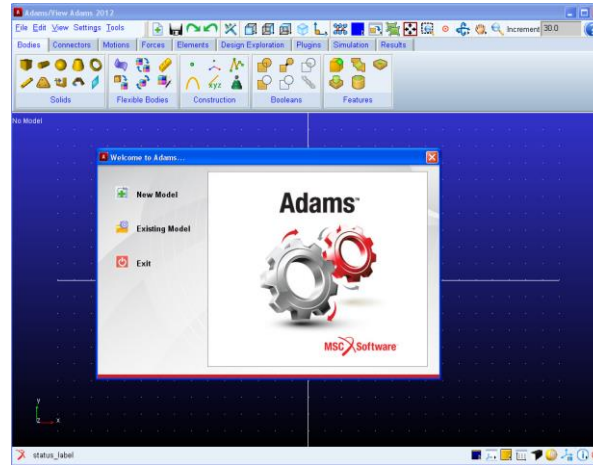 Adams/View Adams 2012
File Edit View Settings Tools
Increment 30.0
Bodies Connectors Motions Forces Elements Design Exploration Plugins Simulation Results
xyz
Solids Flexible Bodies Construction Booleans Features
No Model
Welcome to Adams...
New Model
Existing Model
Exit
Adams™
MSC Software
y
z x
status_label